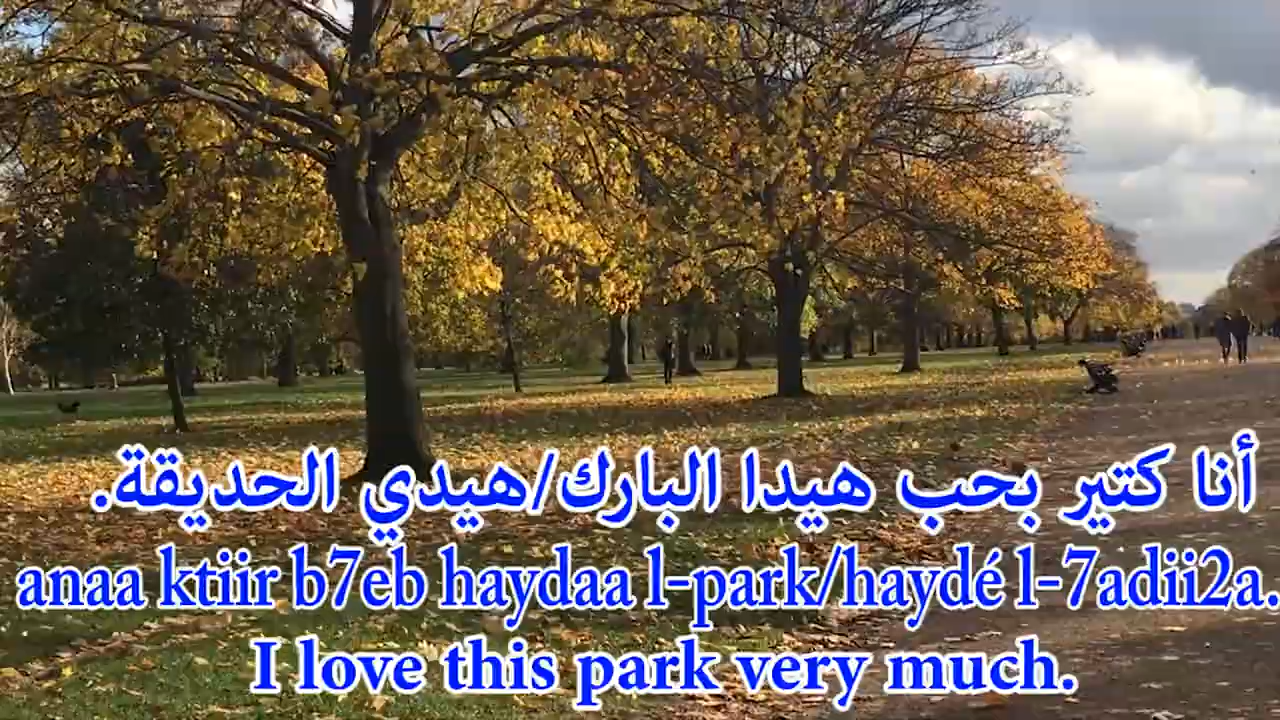 أنا كتير بحب هيدا البارك/هيدي الحديقة.
anaa ktiir b7eb haydaa l-park/haydé l-7adii2a.
I love this park very much.